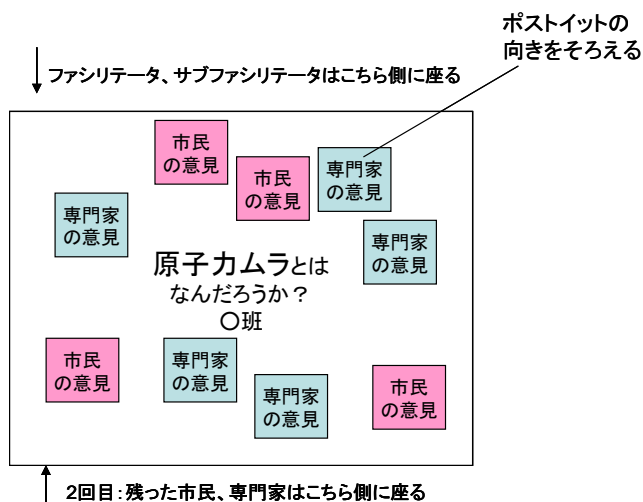 ポストイットの
向きをそろえる
ファシリテータ、サブファシリテータはこちら側に座る
市民
の意見
市民
の意見
専門家
の意見
専門家
の意見
専門家
の意見
原子力ムラとは
なんだろうか？
○班
市民
の意見
専門家
の意見
専門家
の意見
市民
の意見
2回目：残った市民、専門家はこちら側に座る